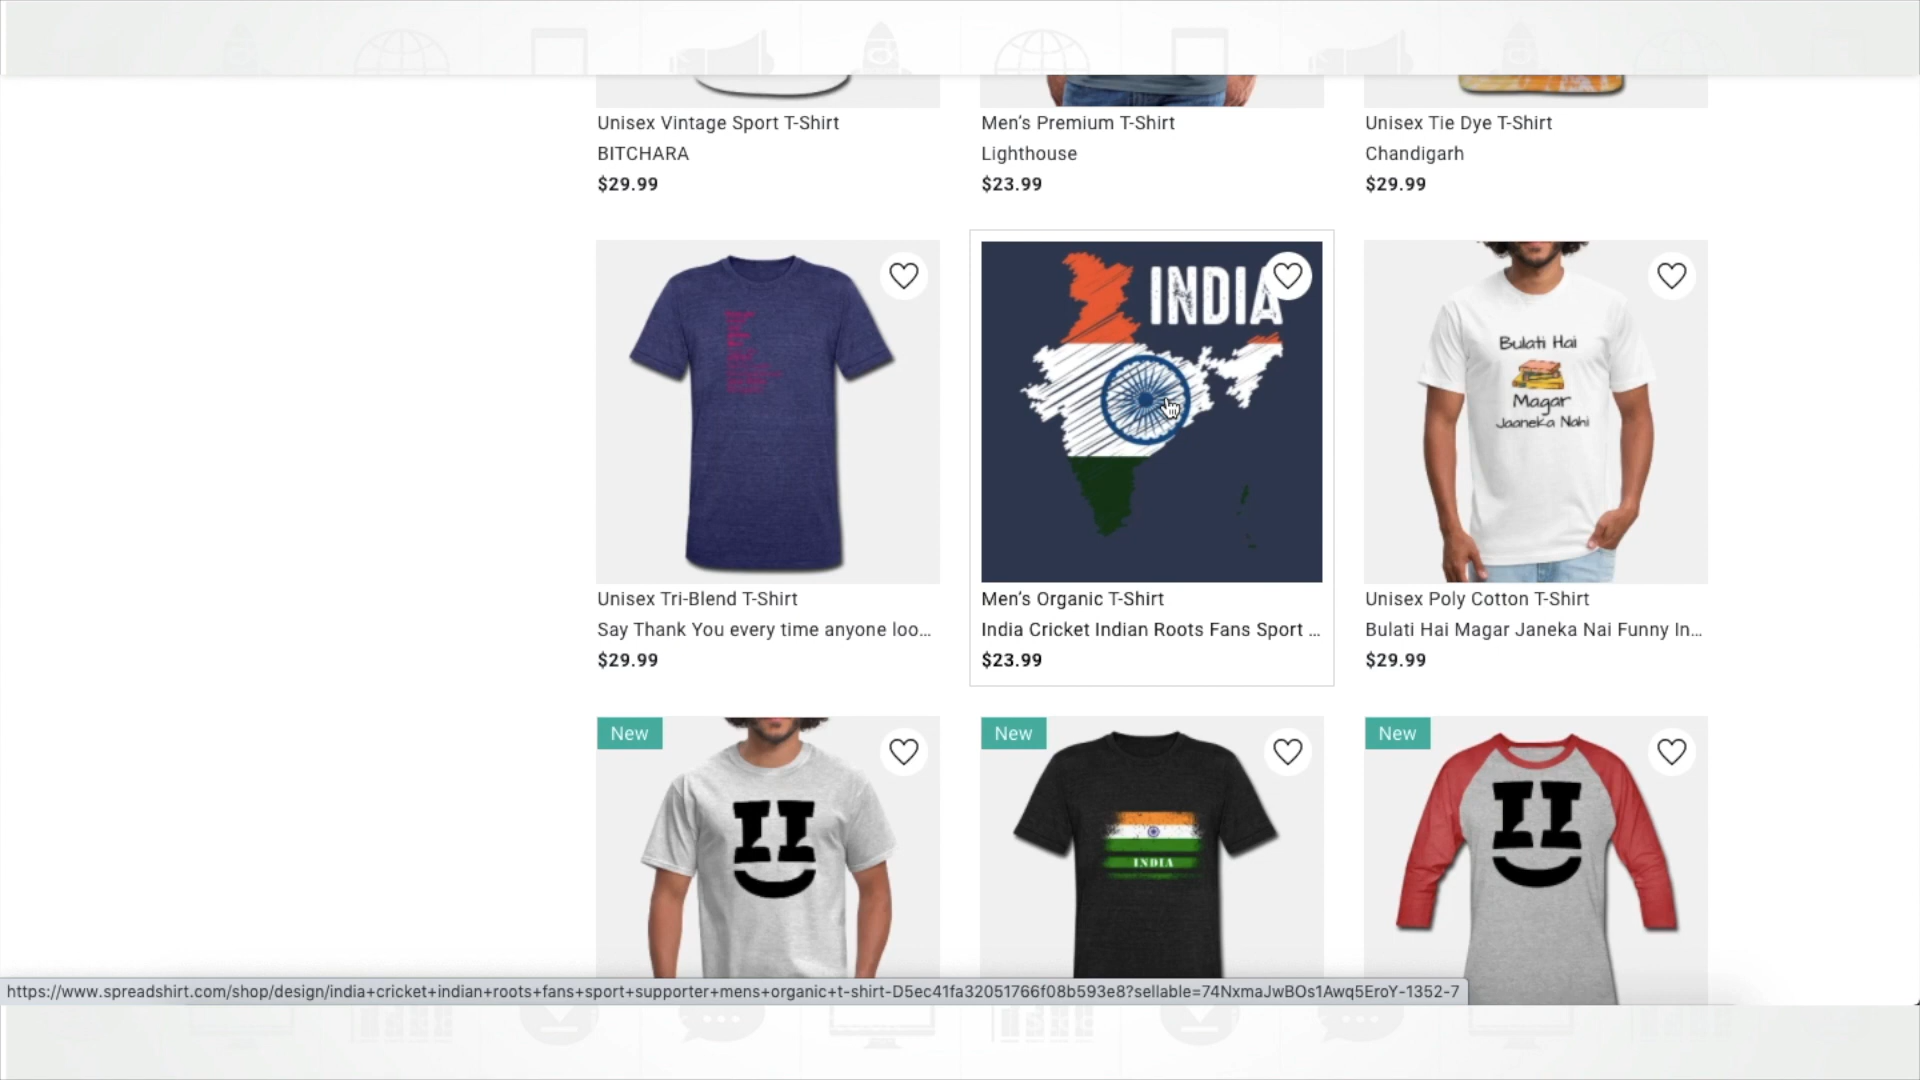 Unisex Vintage Sport T-Shirt
BITCHARA
$29.99
Men’s Premium T-Shirt
Lighthouse
$23.99
Unisex Tie Dye T-Shirt
Chandigarh
$29.99
INDIA
Bulati Hai
Magar
Jaaneka Nahi
Unisex Tri-Blend T-Shirt
Say Thank You every time anyone loo...
$29.99
Men’s Organic T-Shirt
India Cricket Indian Roots Fans Sport ...
$23.99
Unisex Poly Cotton T-Shirt
Bulati Hai Magar Janeka Nai Funny In...
$29.99
New
New
INDIA
New
https://www.spreadshirt.com/shop/design/india+cricket+indian+roots+fans+sport+supporter+mens+organic+t-shirt-D5ec41fa32051766f08b593e8?sellable=74NxmaJwBOs1Awq5EroY-1352-7